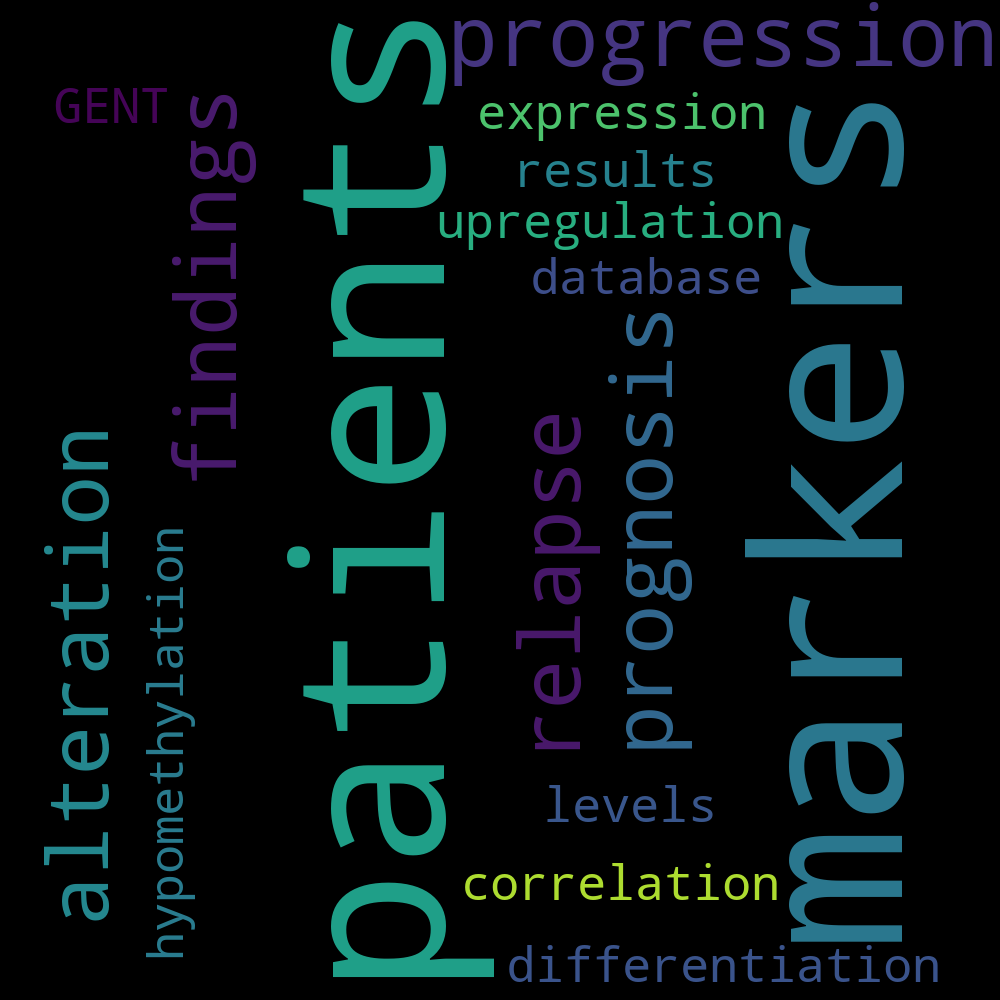 progression
GENT
expression
results
upregulation
database
findings
patients
markers
alteration
hypomethylation
relapse
prognosis
levels
correlation
differentiation